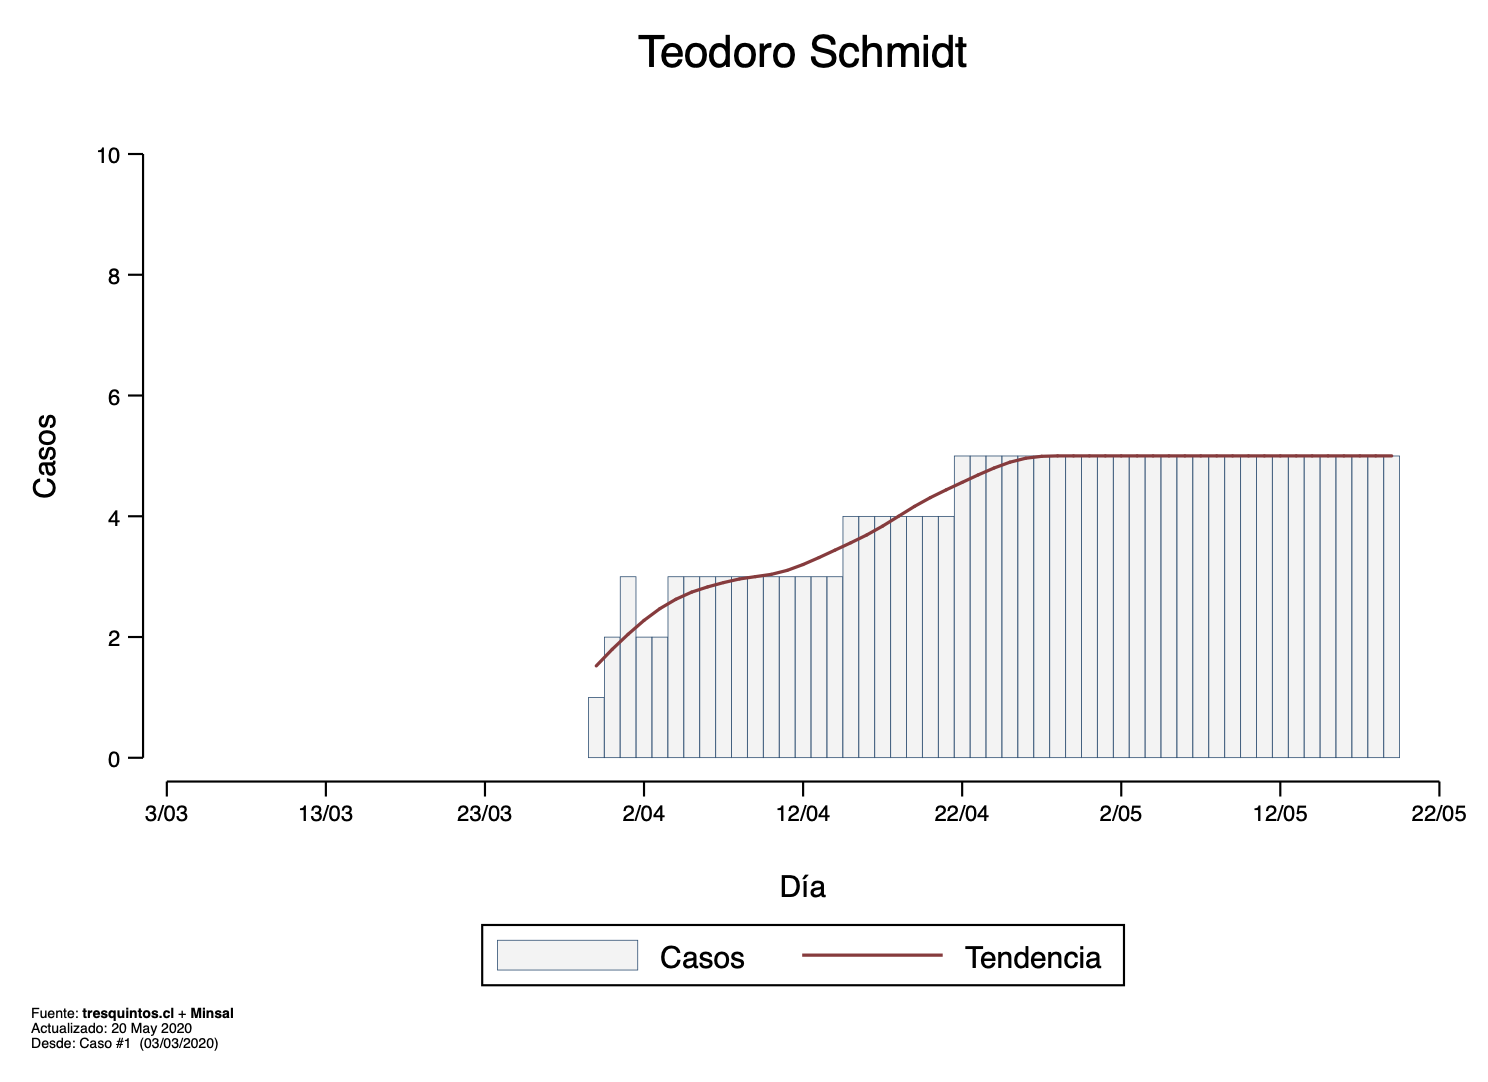 Teodoro Schmidt
10
8
6
4
2
0
Casos
3/03 13/03 23/03 2/04 12/04 22/04 2/05 12/05 22/05
Día
Casos Tendencia
Fuente: tresquintos.cl + Minsal
Actualizado: 20 May 2020
Desde: Caso #1 (03/03/2020)